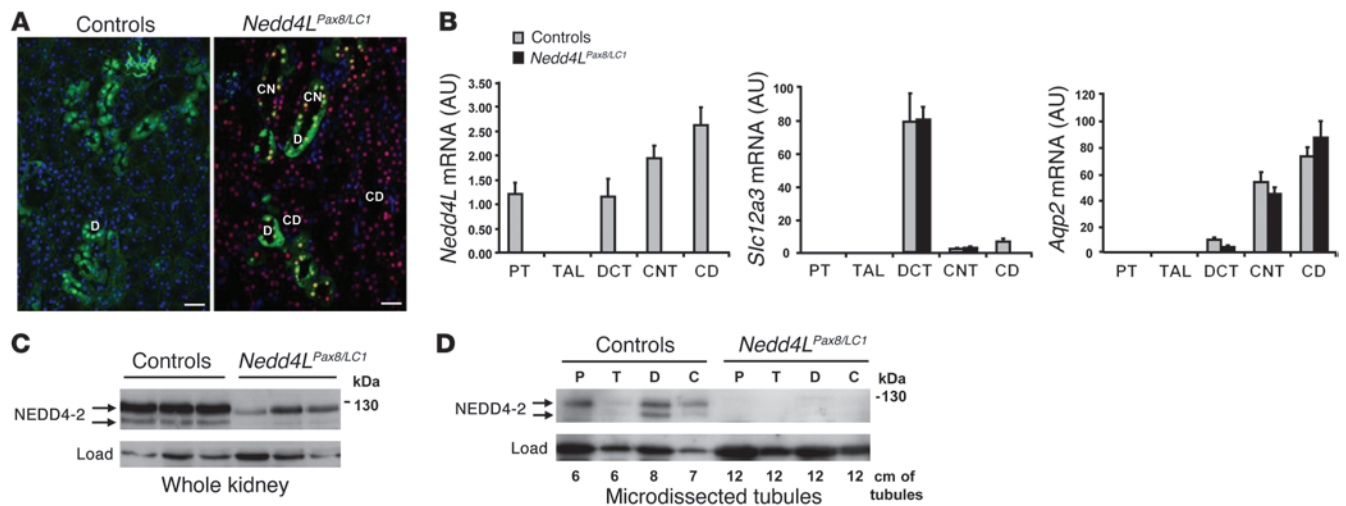 A
Controls
Nedd4L^Pax8/LC1
D
CN
CN
D
CD
CD
D
B
Controls
Nedd4L^Pax8/LC1
Nedd4L mRNA (AU)
3.50
3.00
2.50
2.00
1.50
1.00
0.50
0.00
PT TAL DCT CNT CD
Slc12a3 mRNA (AU)
100
80
60
40
20
0
PT TAL DCT CNT CD
Aqp2 mRNA (AU)
120
100
80
60
40
20
0
PT TAL DCT CNT CD
C
Controls Nedd4L^Pax8/LC1
kDa
NEDD4-2
- 130
Load
Whole kidney
D
Controls Nedd4L^Pax8/LC1
P T D C P T D C kDa
-130
NEDD4-2
Load
6 6 8 7 12 12 12 12 cm of
Microdissected tubules tubules